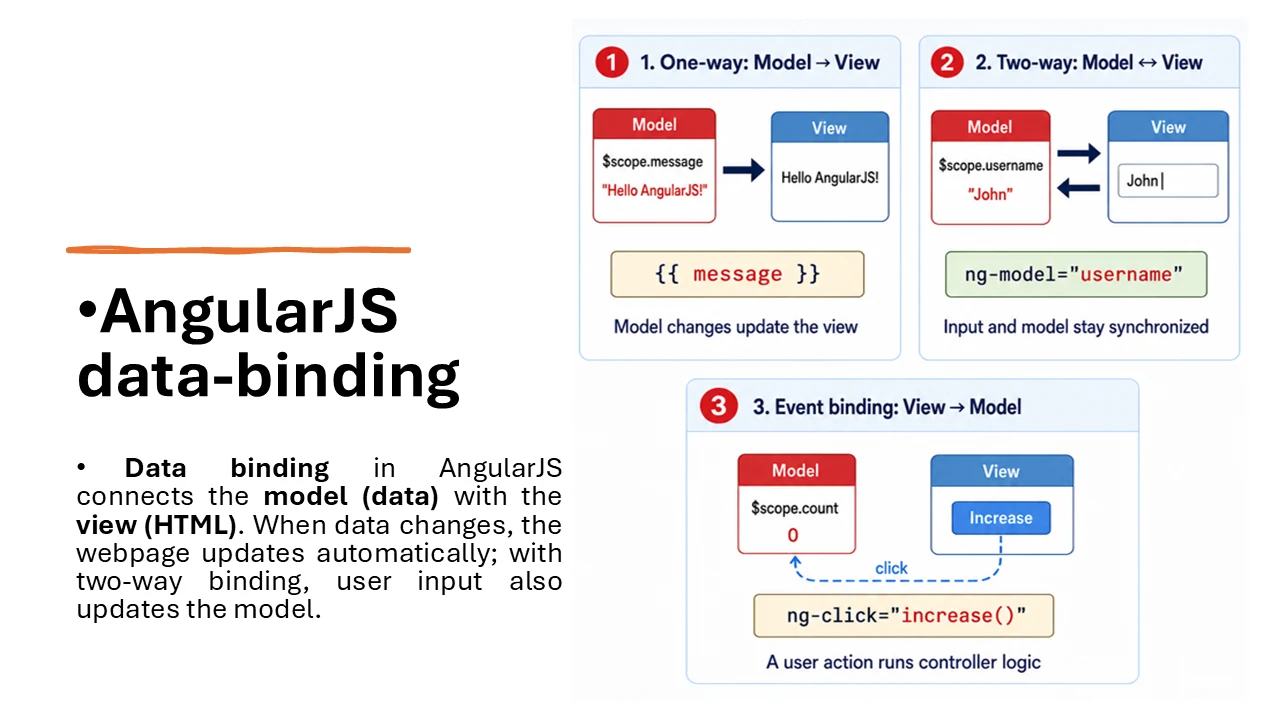 •AngularJS
data-binding
• Data binding in AngularJS
connects the model (data) with the
view (HTML). When data changes, the
webpage updates automatically; with
two-way binding, user input also
updates the model.
1 1. One-way: Model → View
Model
$scope.message
"Hello AngularJS!"
View
Hello AngularJS!
{{ message }}
Model changes update the view
2 2. Two-way: Model ↔ View
Model
$scope.username
"John"
View
John|
ng-model="username"
Input and model stay synchronized
3 3. Event binding: View → Model
Model
$scope.count
0
View
Increase
click
ng-click="increase()"
A user action runs controller logic